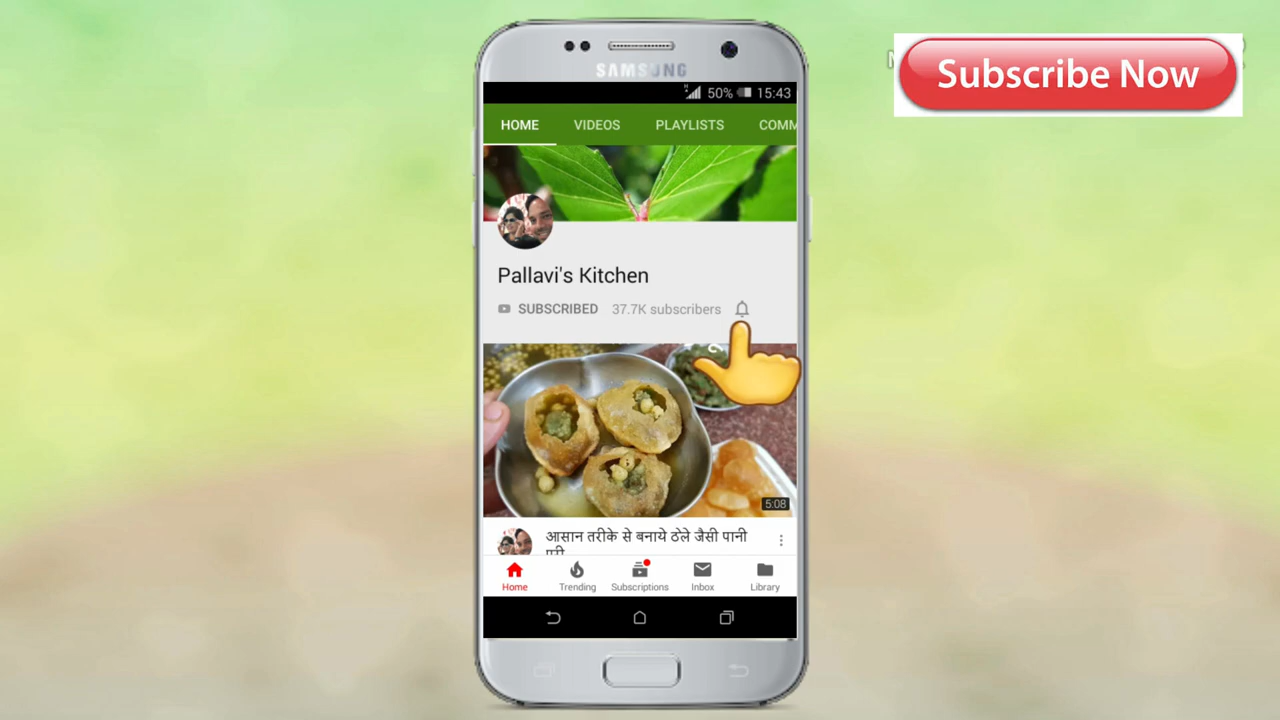 Subscribe Now
SAMSUNG
50% 15:43
HOME VIDEOS PLAYLISTS COMM
Pallavi's Kitchen
SUBSCRIBED 37.7K subscribers
5:08
आसान तरीके से बनाये ठेले जैसी पानी
Home Trending Subscriptions Inbox Library